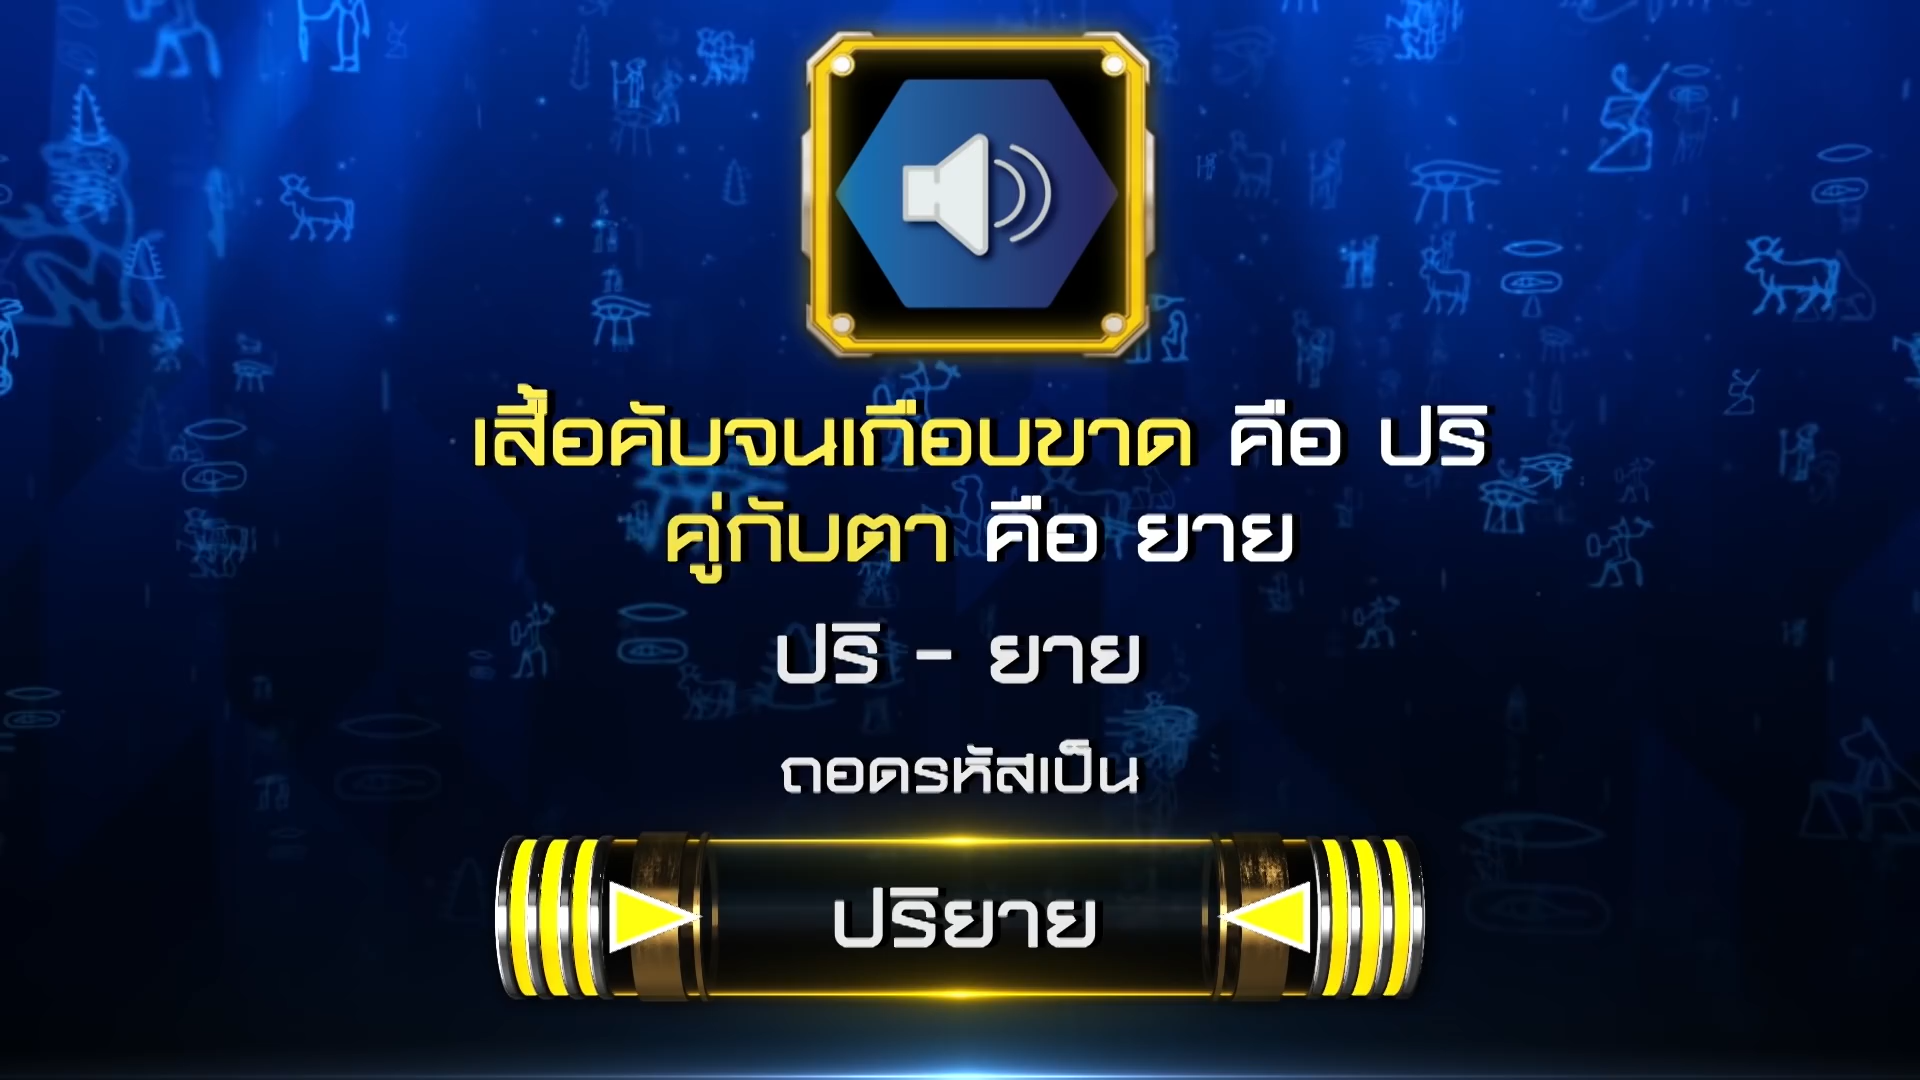 เสื้อคับจนเกือบขาด คือ ปริ
คู่กับตา คือ ยาย
ปริ - ยาย
ถอดรหัสเป็น
ปริยาย